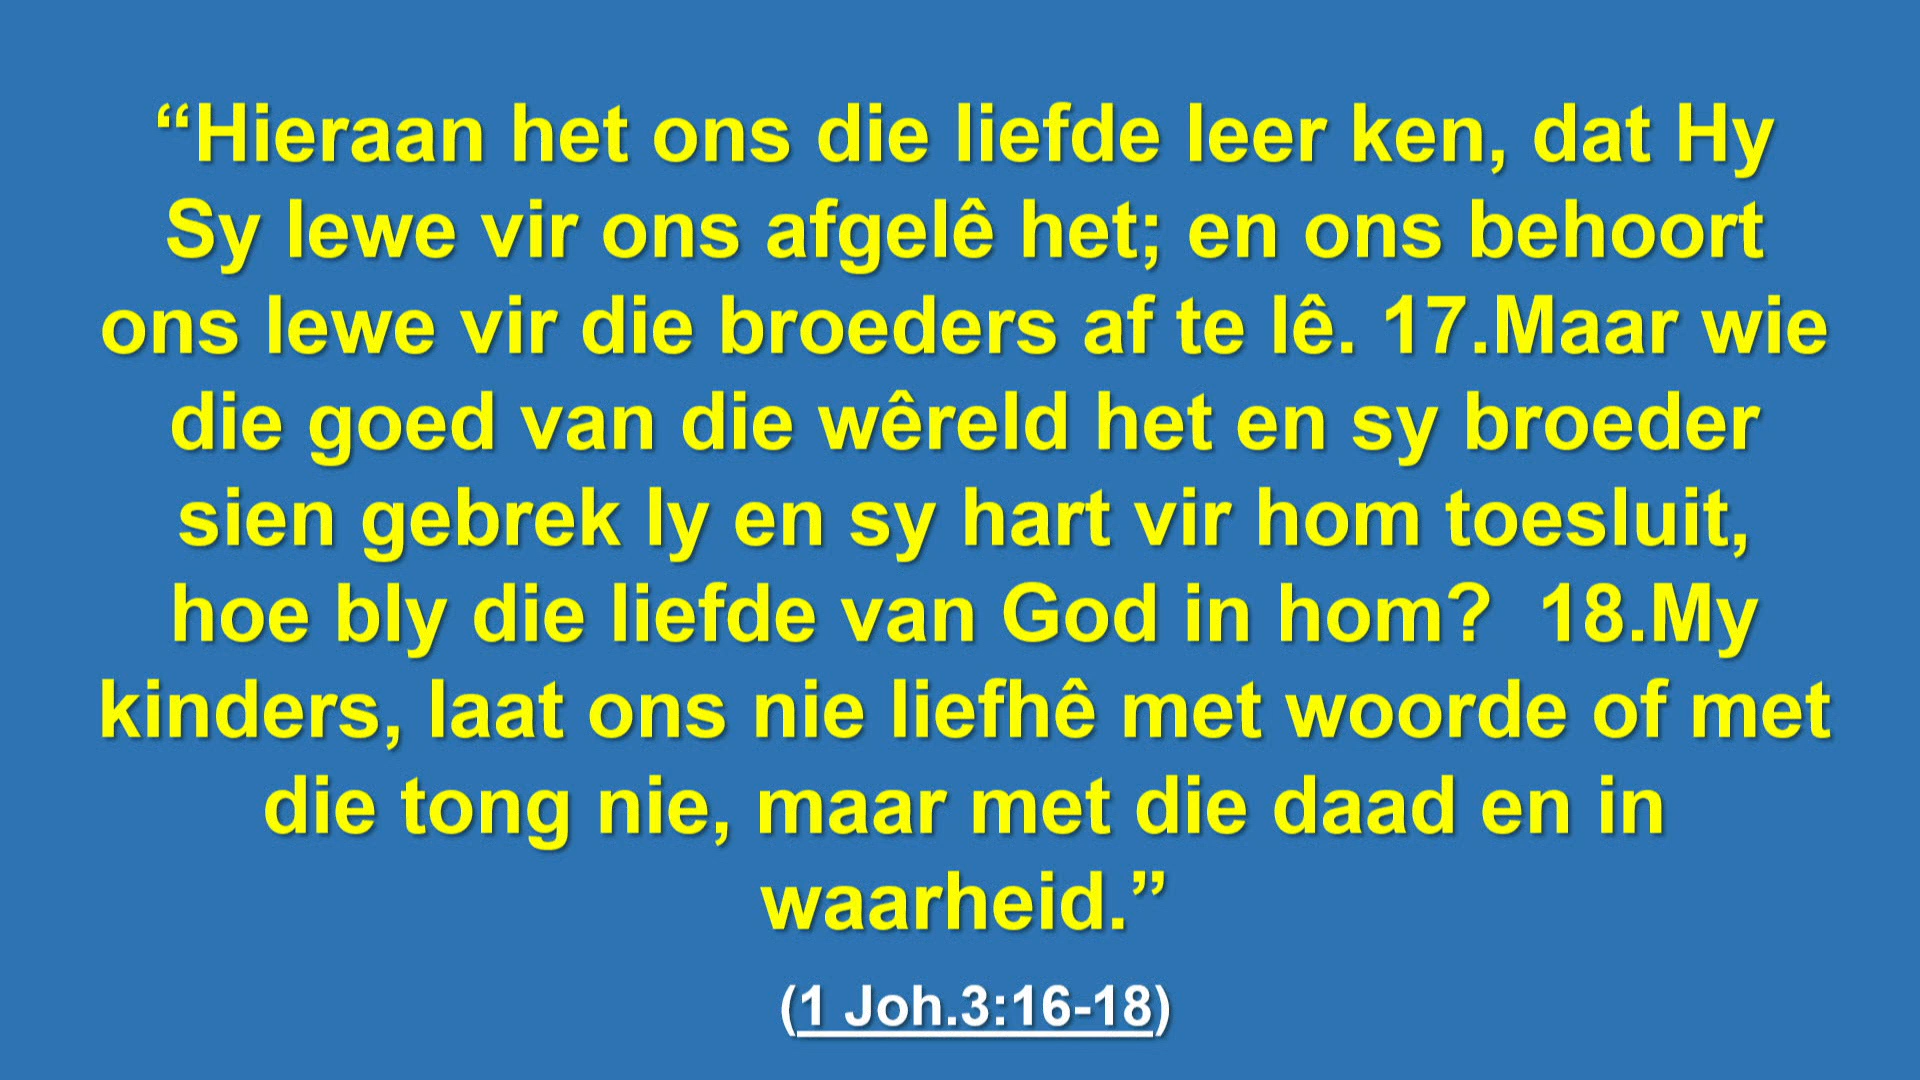 “Hieraan het ons die liefde leer ken, dat Hy
Sy lewe vir ons afgelê het; en ons behoort
ons lewe vir die broeders af te lê. 17.Maar wie
die goed van die wêreld het en sy broeder
sien gebrek ly en sy hart vir hom toesluit,
hoe bly die liefde van God in hom?  18.My
kinders, laat ons nie liefhê met woorde of met
die tong nie, maar met die daad en in
waarheid.”
(1 Joh.3:16-18)